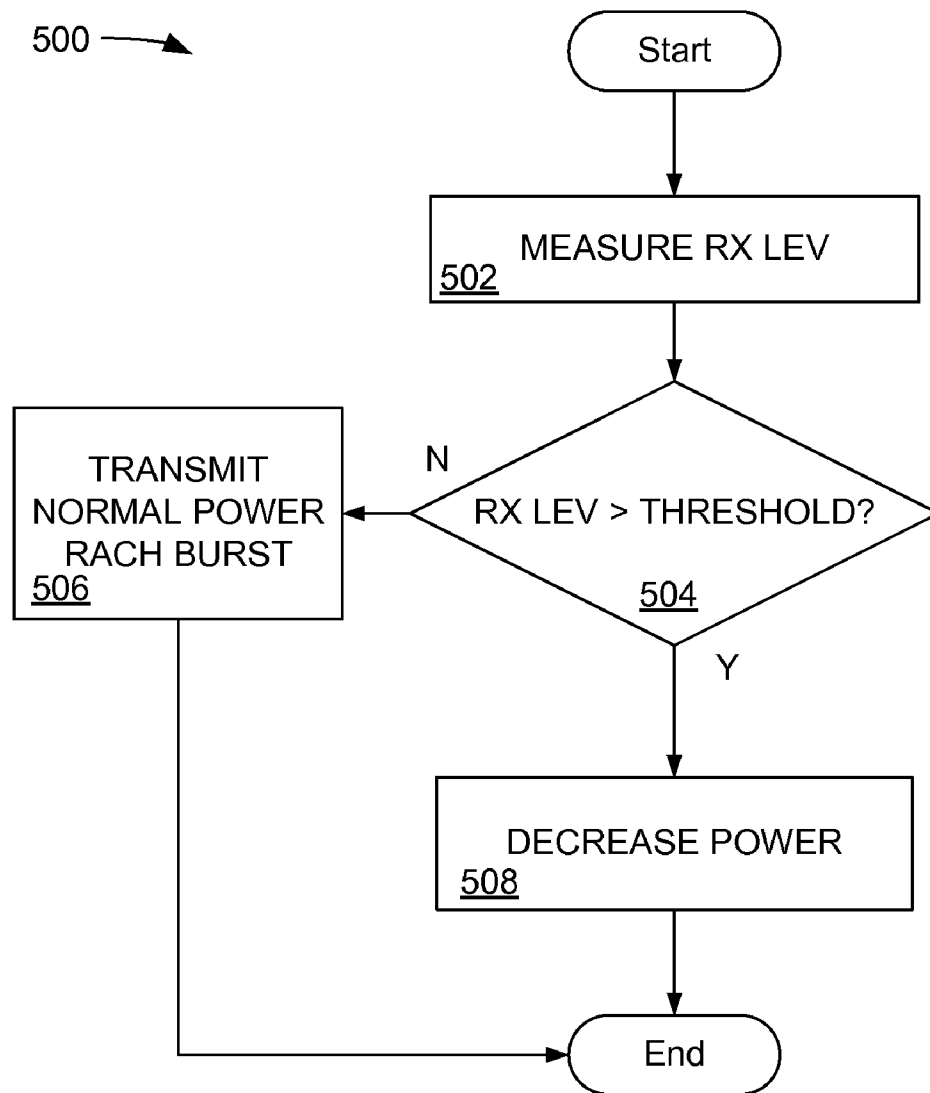 500
Start
MEASURE RX LEV
502
N
RX LEV > THRESHOLD?
504
TRANSMIT
NORMAL POWER
RACH BURST
506
Y
DECREASE POWER
508
End